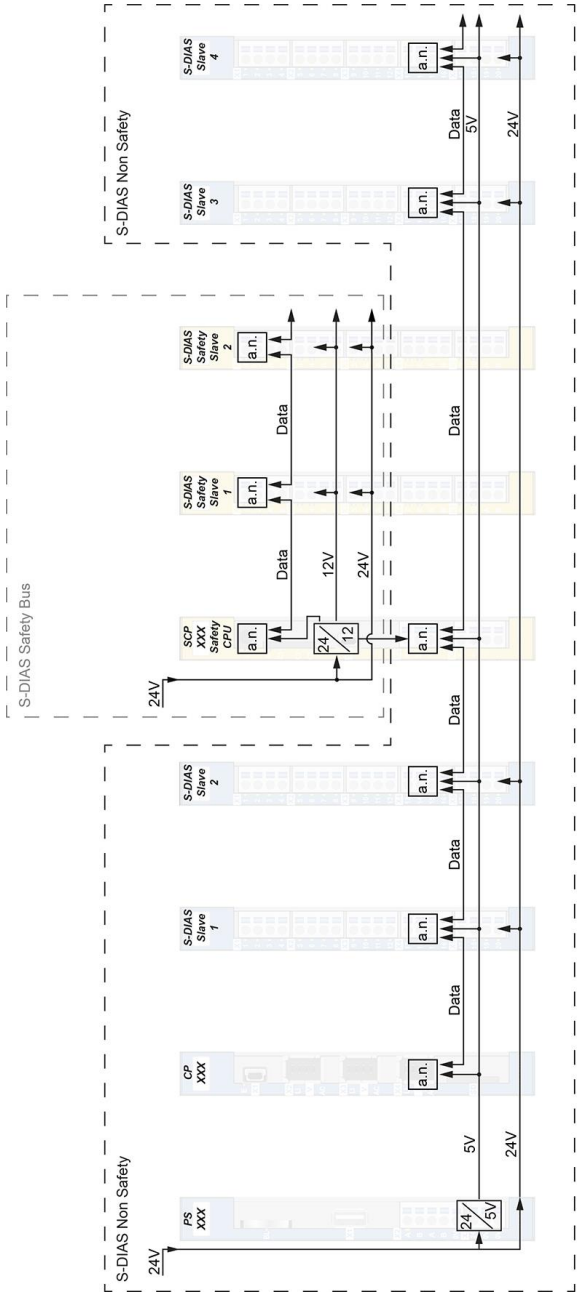 S-DIAS Safety Bus
S-DIAS Non Safety
S-DIAS Non Safety
24V
24V
PS
XXX
CP
XXX
S-DIAS
Slave
1
S-DIAS
Slave
2
SCP
XXX
Safety
CPU
S-DIAS
Safety
Slave
1
S-DIAS
Safety
Slave
2
S-DIAS
Slave
3
S-DIAS
Slave
4
a.n.
a.n.
a.n.
Data
Data
24
12
12V
24V
a.n.
a.n.
a.n.
a.n.
a.n.
a.n.
Data
Data
Data
Data
Data
24
5V
5V
5V
24V
24V